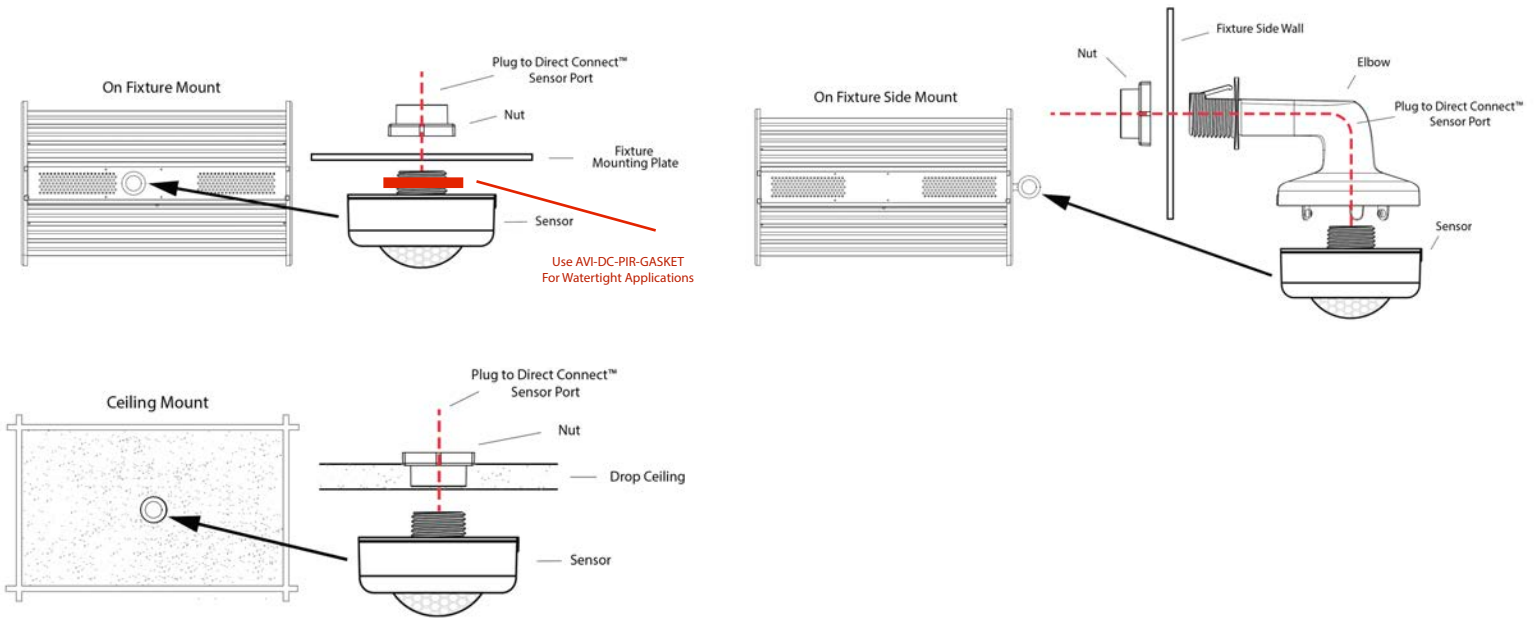 On Fixture Mount
Plug to Direct Connect™
Sensor Port
Nut
Fixture
Mounting Plate
Sensor
Use AVI-DC-PIR-GASKET
For Watertight Applications
On Fixture Side Mount
Nut
Fixture Side Wall
Elbow
Plug to Direct Connect™
Sensor Port
Sensor
Ceiling Mount
Plug to Direct Connect™
Sensor Port
Nut
Drop Ceiling
Sensor